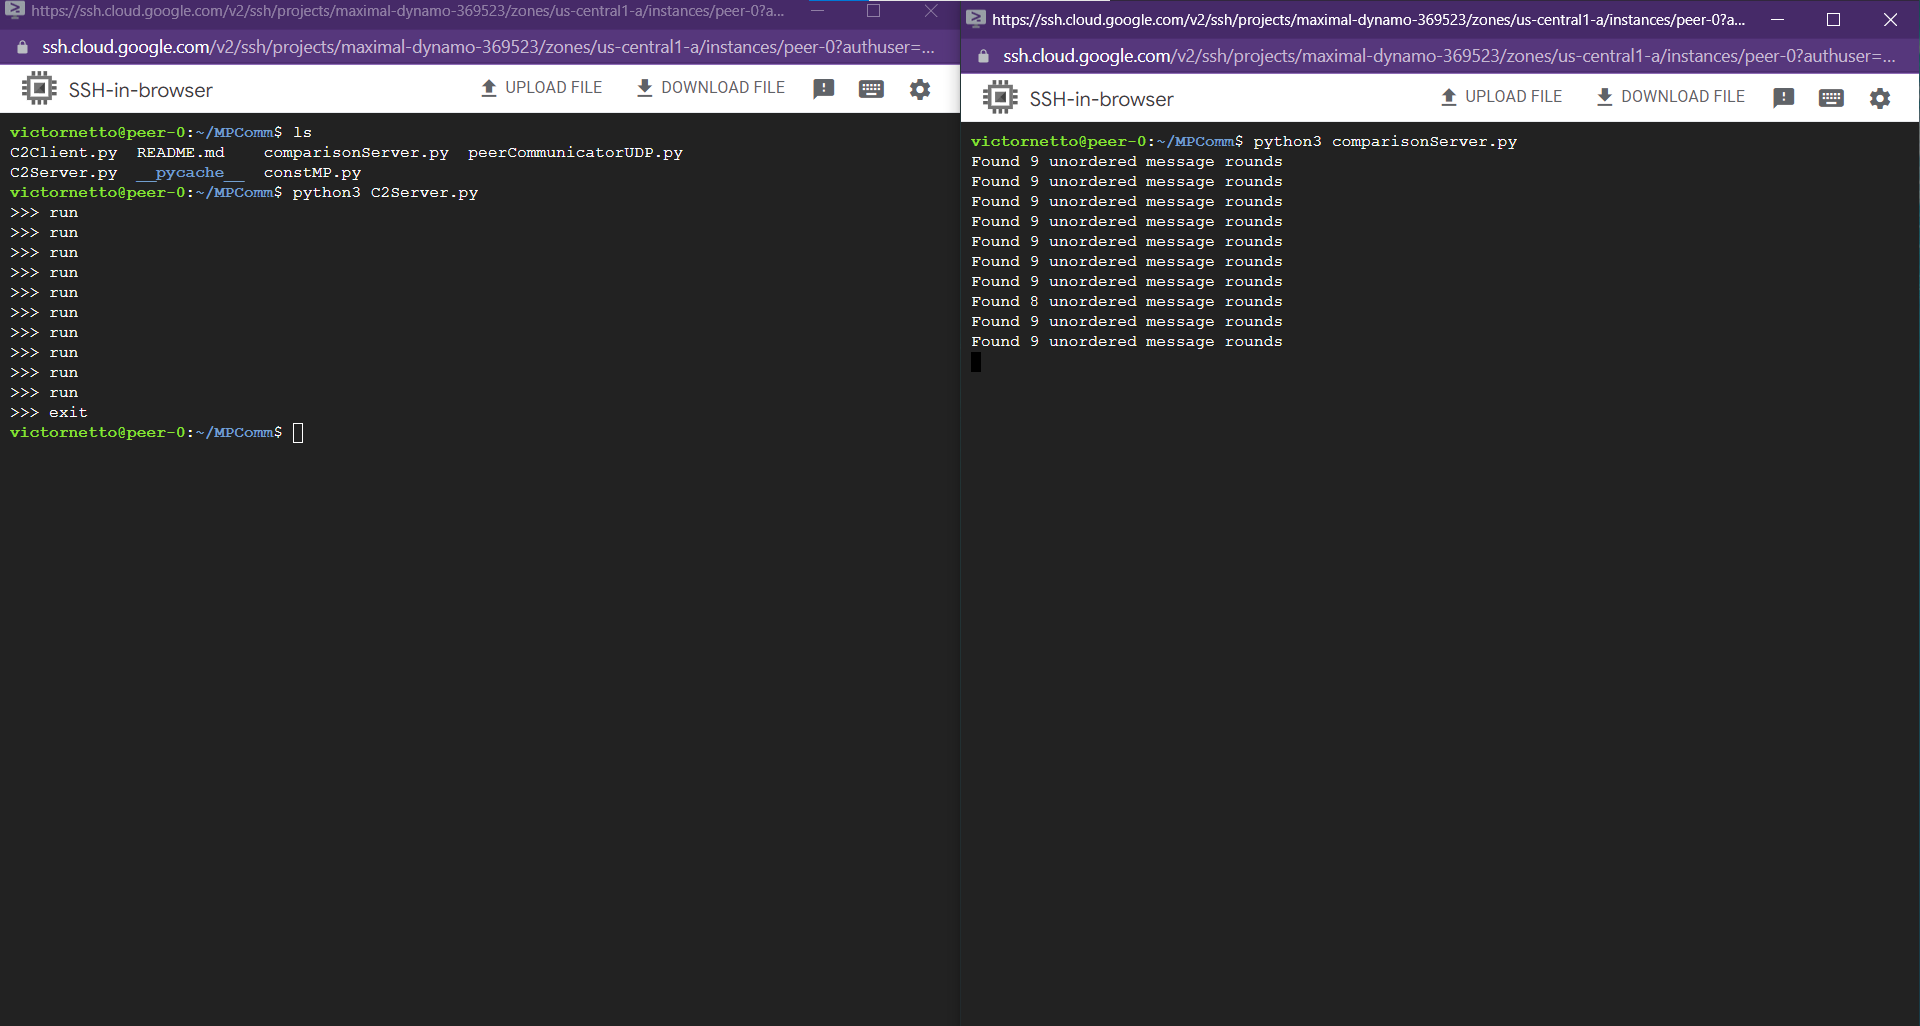 https://ssh.cloud.google.com/v2/ssh/projects/maximal-dynamo-369523/zones/us-central1-a/instances/peer-0?a...
ssh.cloud.google.com/v2/ssh/projects/maximal-dynamo-369523/zones/us-central1-a/instances/peer-0?authuser=...
SSH-in-browser
UPLOAD FILE
DOWNLOAD FILE
victornetto@peer-0:~/MPComm$ ls
C2Client.py README.md comparisonServer.py peerCommunicatorUDP.py
C2Server.py __pycache__ constMP.py
victornetto@peer-0:~/MPComm$ python3 C2Server.py
>>> run
>>> run
>>> run
>>> run
>>> run
>>> run
>>> run
>>> run
>>> run
>>> run
>>> exit
victornetto@peer-0:~/MPComm$
https://ssh.cloud.google.com/v2/ssh/projects/maximal-dynamo-369523/zones/us-central1-a/instances/peer-0?a...
ssh.cloud.google.com/v2/ssh/projects/maximal-dynamo-369523/zones/us-central1-a/instances/peer-0?authuser=...
SSH-in-browser
UPLOAD FILE
DOWNLOAD FILE
victornetto@peer-0:~/MPComm$ python3 comparisonServer.py
Found 9 unordered message rounds
Found 9 unordered message rounds
Found 9 unordered message rounds
Found 9 unordered message rounds
Found 9 unordered message rounds
Found 9 unordered message rounds
Found 9 unordered message rounds
Found 8 unordered message rounds
Found 9 unordered message rounds
Found 9 unordered message rounds